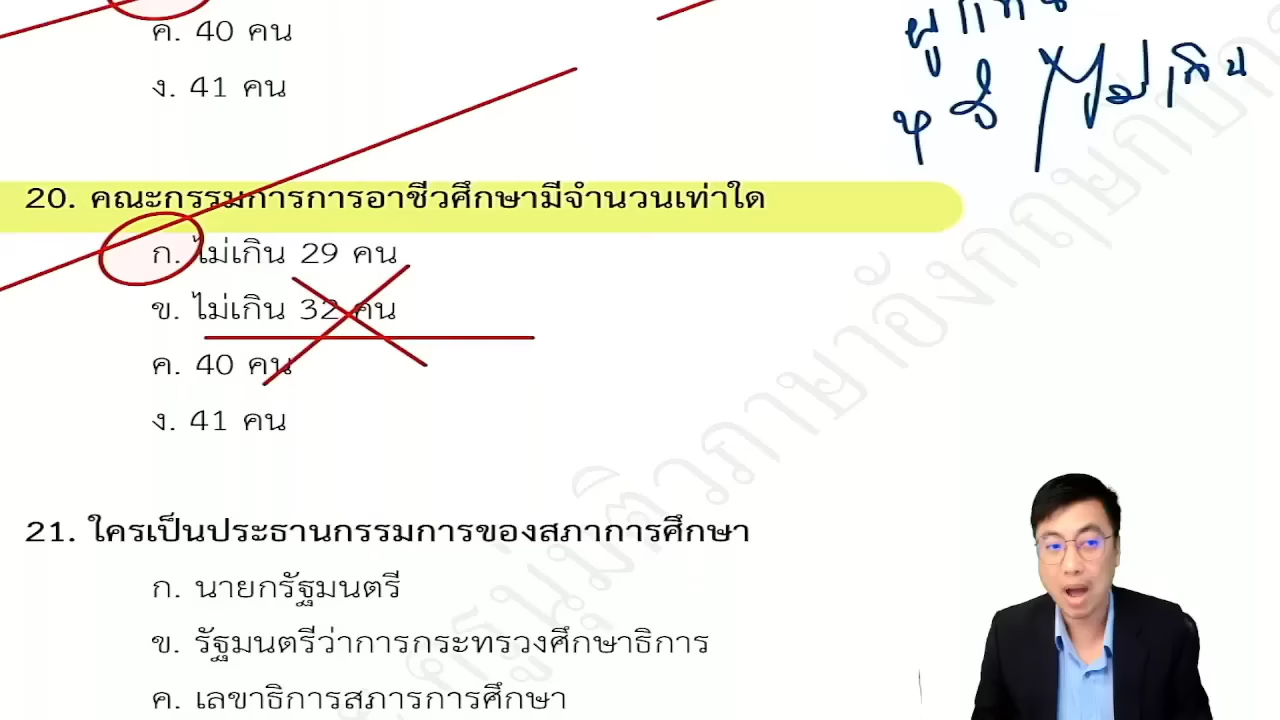 ค. 40 คน
ง. 41 คน
ไม่เกิน
20. คณะกรรมการการอาชีวศึกษามีจำนวนเท่าใด
ก. ไม่เกิน 29 คน
ข. ไม่เกิน 32 คน
ค. 40 คน
ง. 41 คน
21. ใครเป็นประธานกรรมการของสภาการศึกษา
ก. นายกรัฐมนตรี
ข. รัฐมนตรีว่าการกระทรวงศึกษาธิการ
ค. เลขาธิการสภารการศึกษา